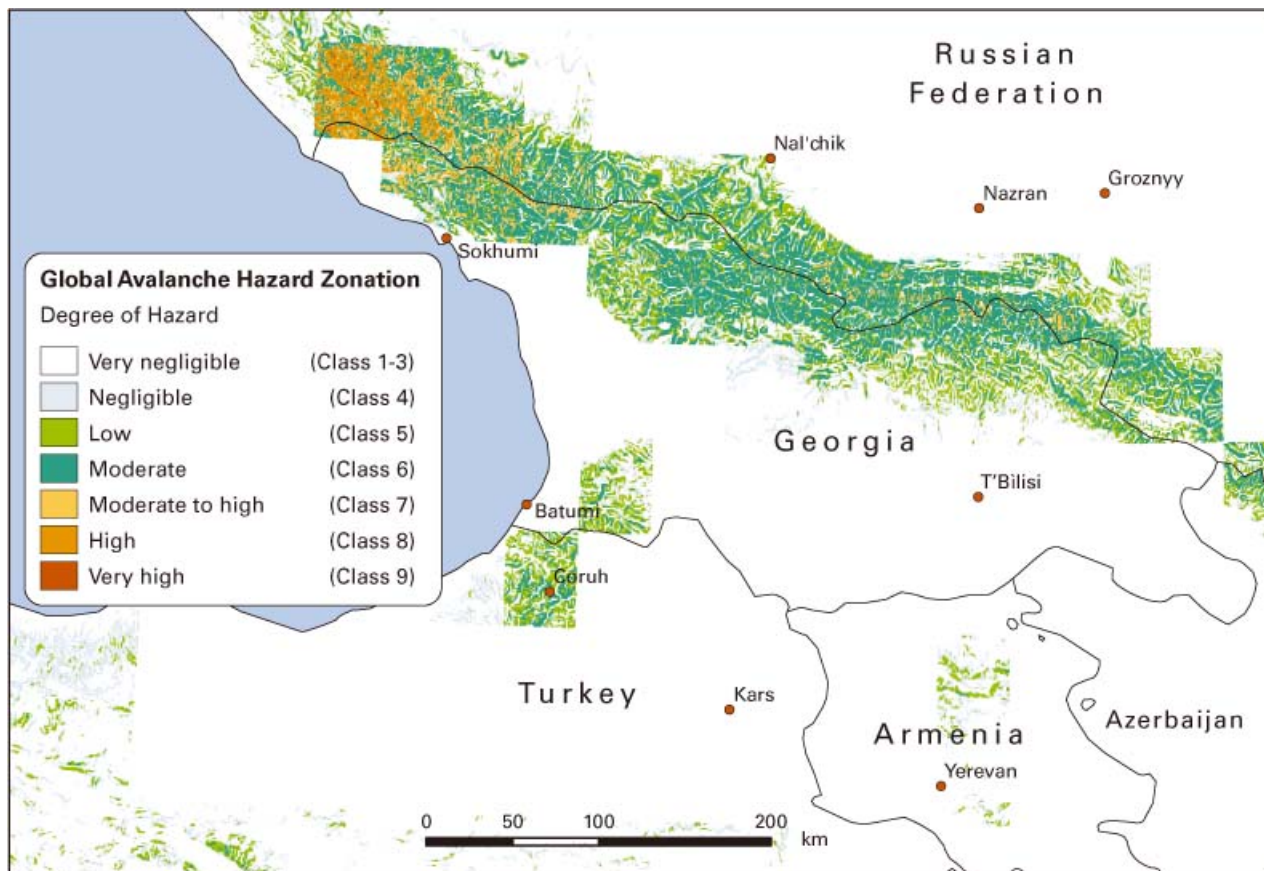 Russian
Federation
Nal'chik
Groznyy
Nazran
Sokhumi
Global Avalanche Hazard Zonation
Degree of Hazard
Very negligible (Class 1-3)
Negligible (Class 4)
Low (Class 5)
Moderate (Class 6)
Moderate to high (Class 7)
High (Class 8)
Very high (Class 9)
Georgia
T'Bilisi
Batumi
Coruh
Turkey
Kars
Armenia
Azerbaijan
Yerevan
0 50 100 200 km